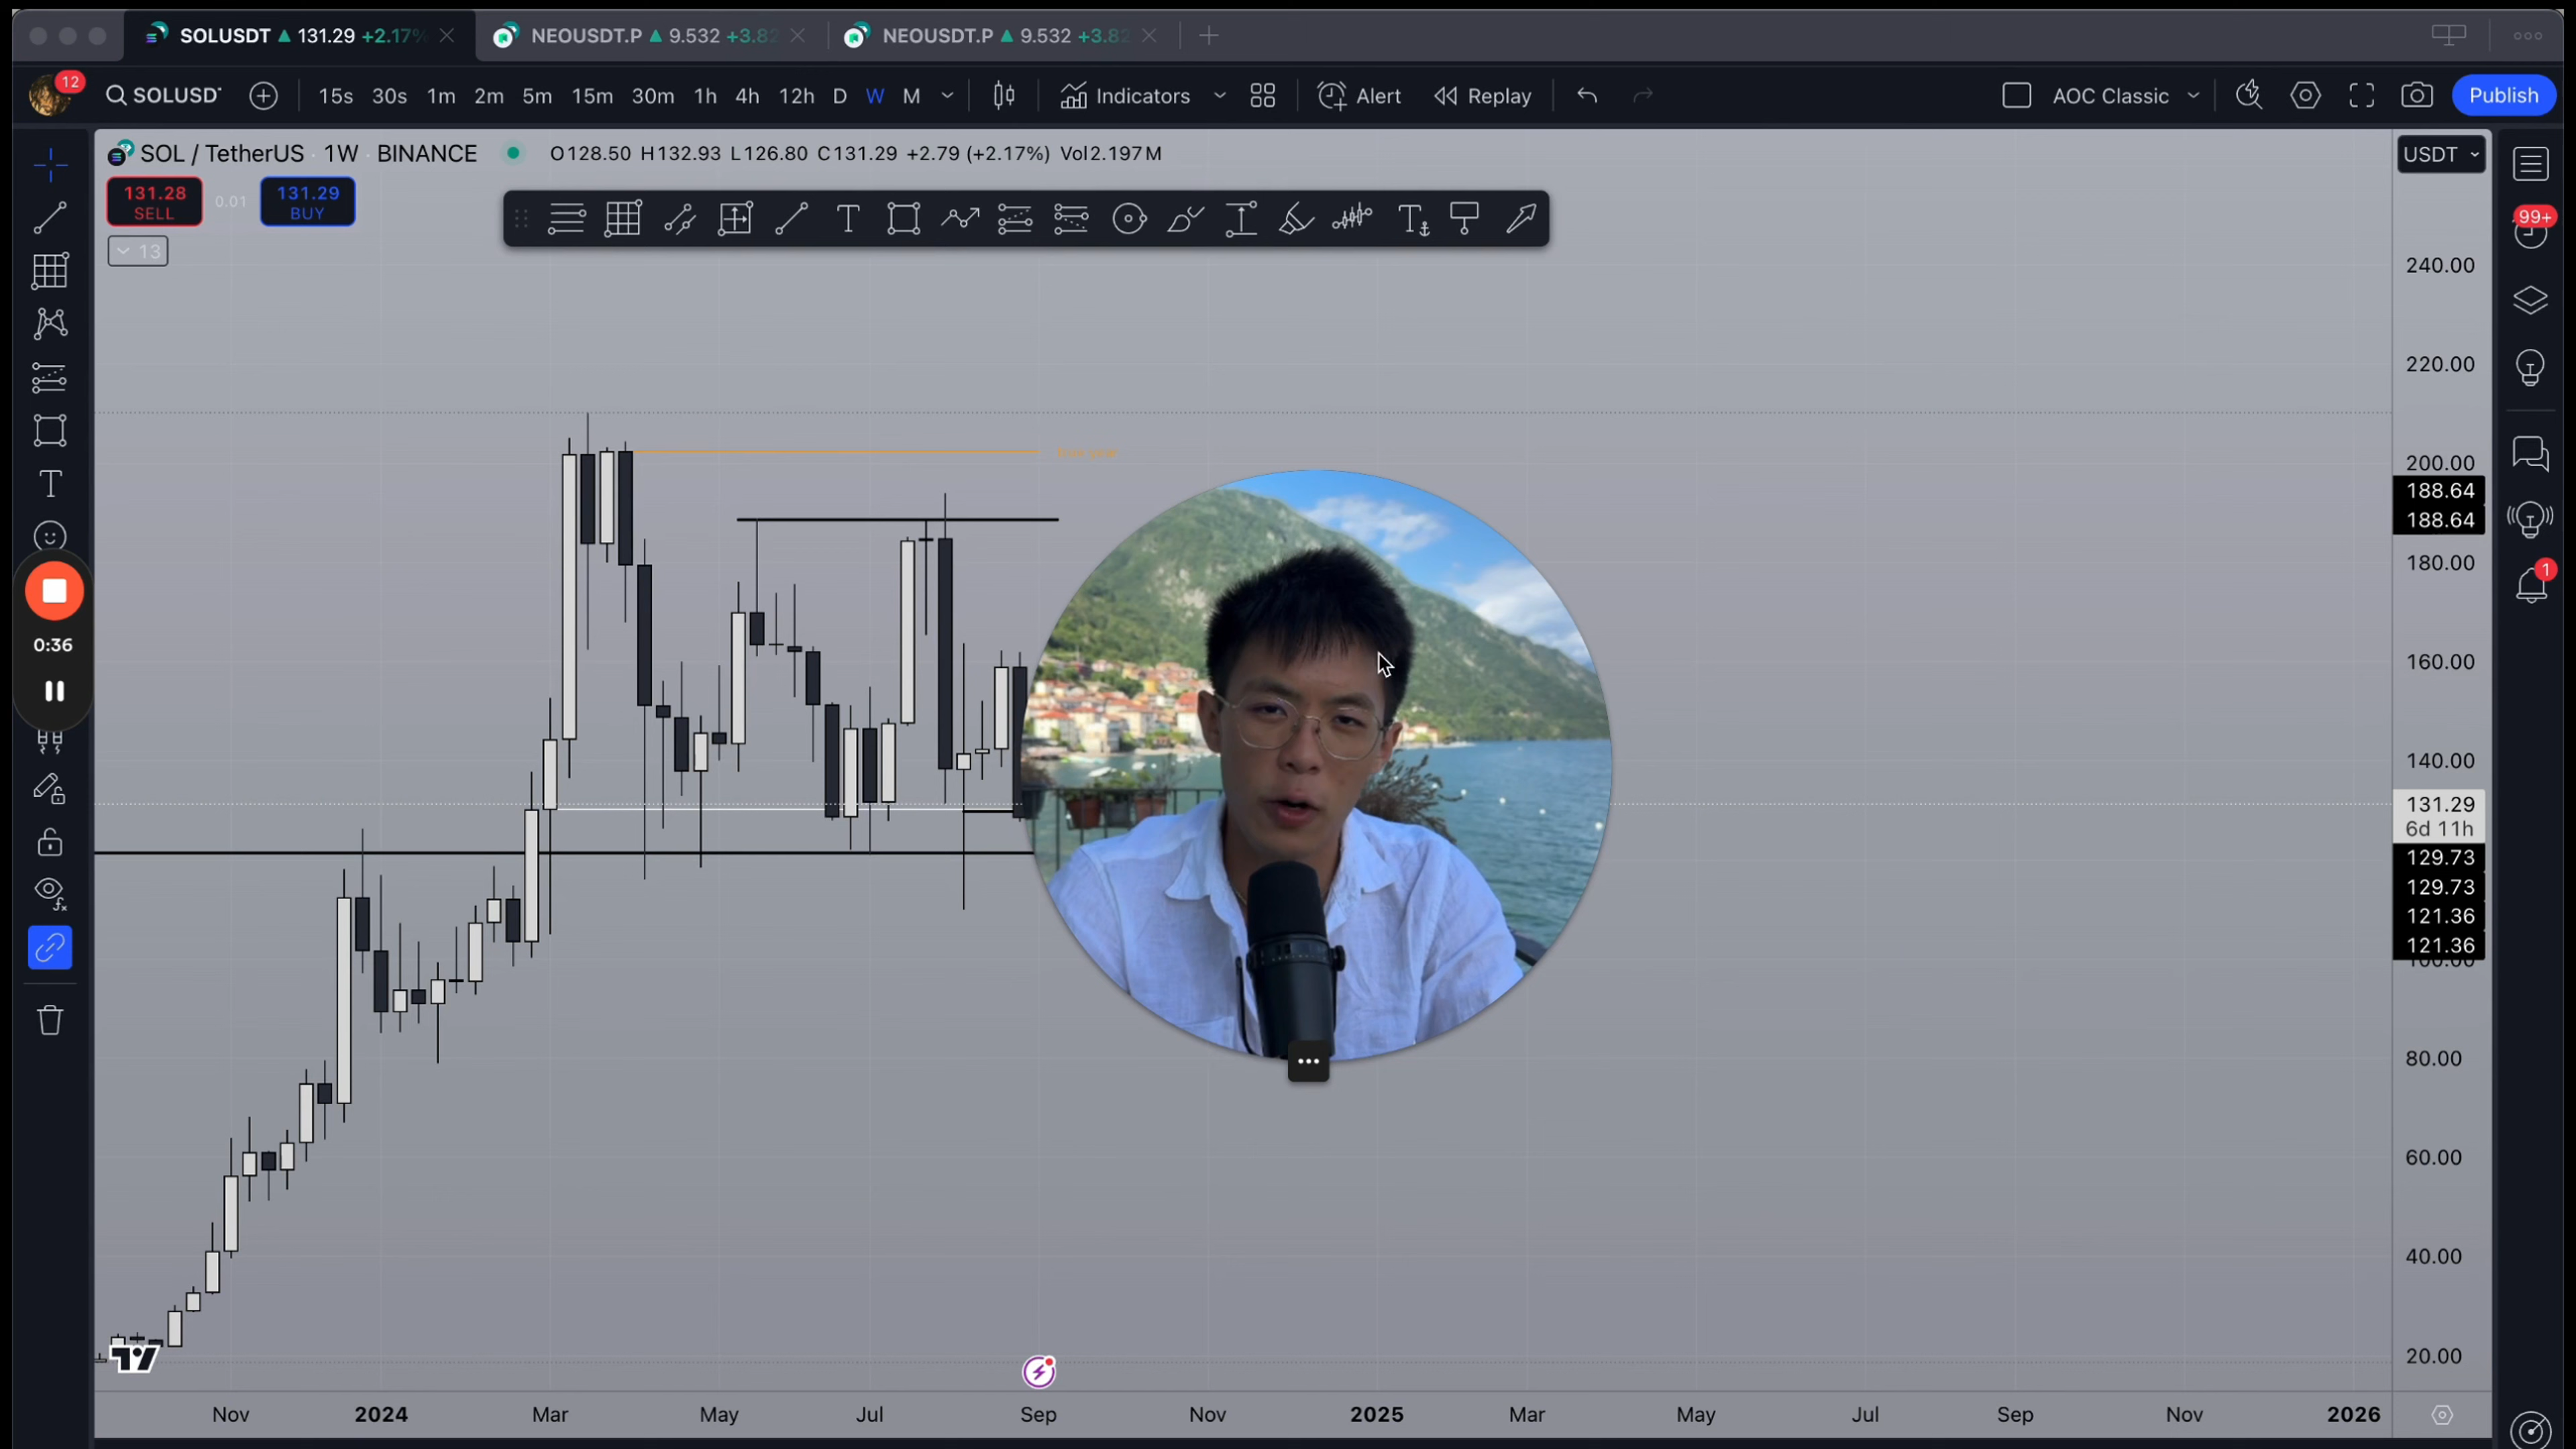 SOLUSDT 131.29 +2.17%
NEOUSDT.P 9.532 +3.82
NEOUSDT.P 9.532 +3.82
12
SOLUSD
15s 30s 1m 2m 5m 15m 30m 1h 4h 12h D W M
Indicators
Alert
Replay
AOC Classic
Publish
SOL / TetherUS · 1W · BINANCE
O128.50 H132.93 L126.80 C131.29 +2.79 (+2.17%) Vol2.197M
USDT
131.28
SELL
0.01
131.29
BUY
13
99+
240.00
220.00
200.00
188.64
188.64
180.00
1
0:36
160.00
140.00
131.29
6d 11h
129.73
129.73
121.36
121.36
100.00
80.00
60.00
40.00
20.00
Nov 2024 Mar May Jul Sep Nov 2025 Mar May Jul Sep Nov 2026